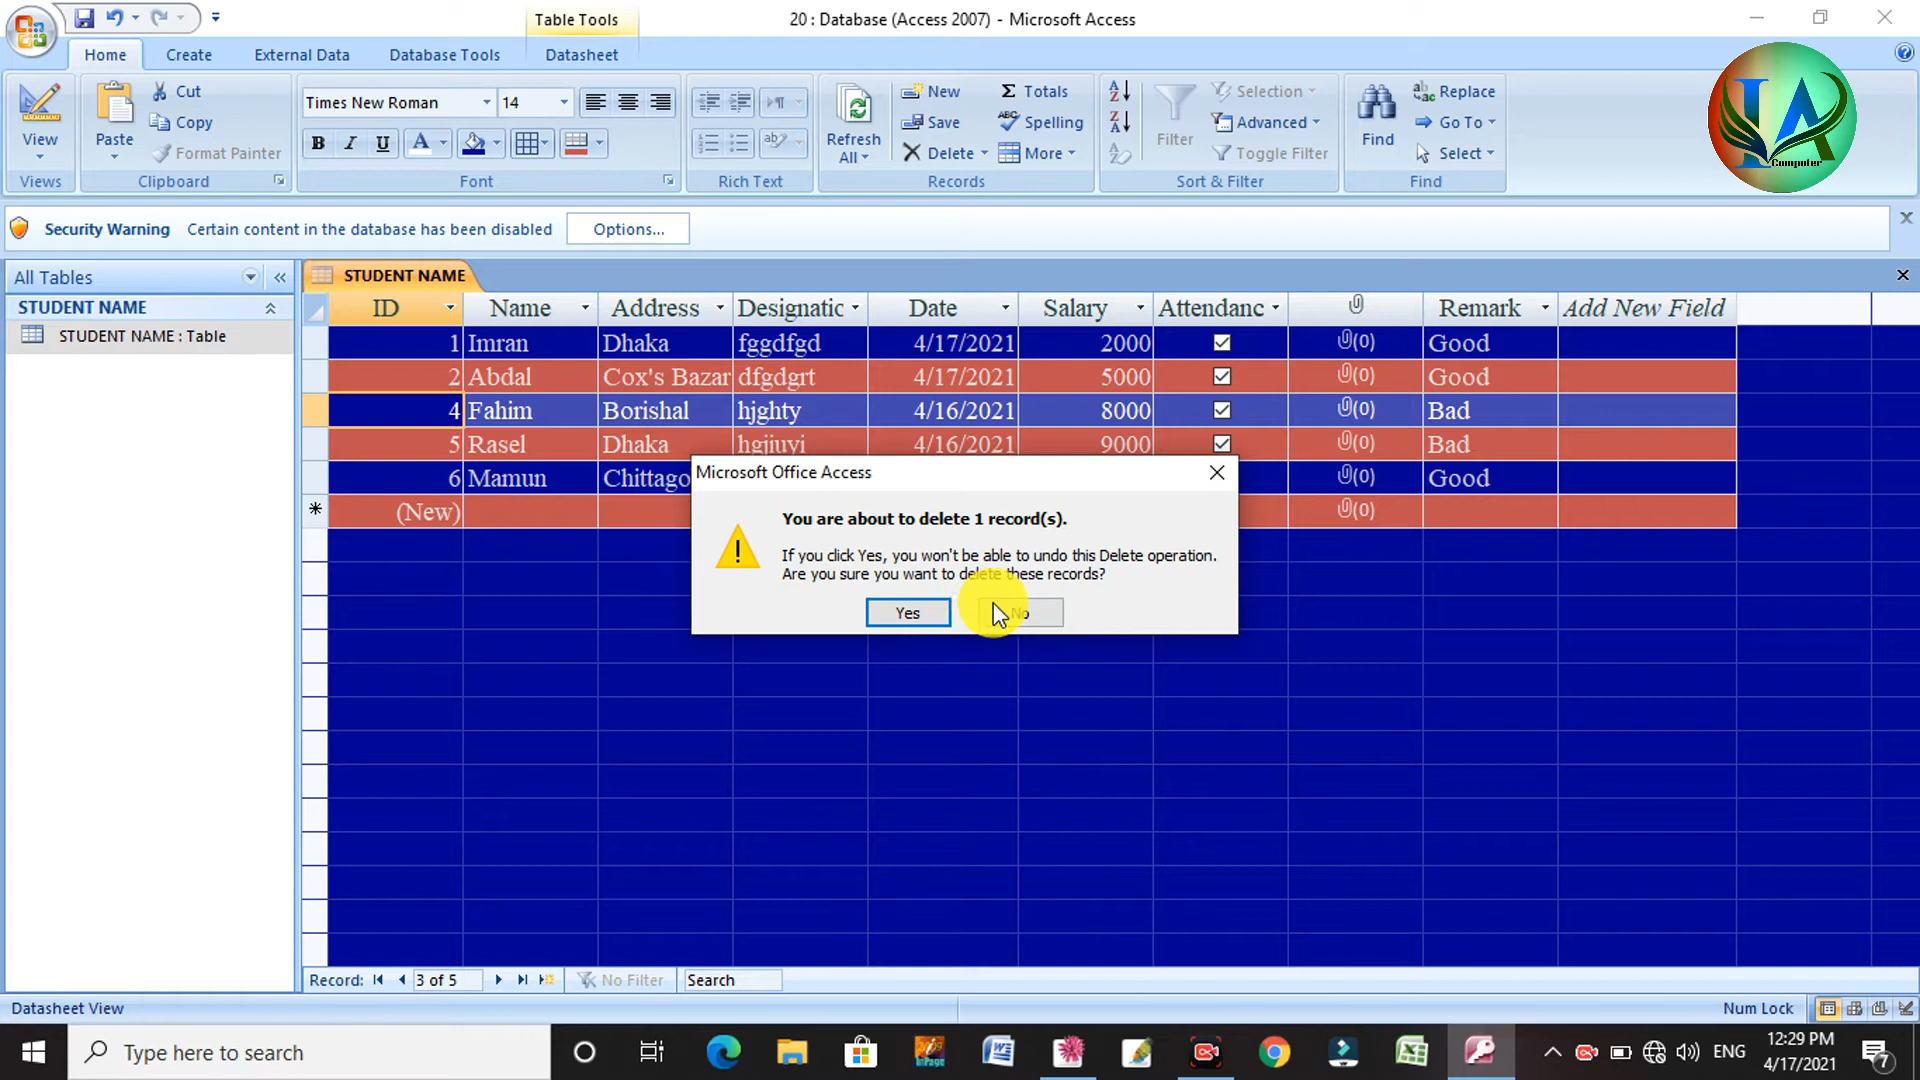 Table Tools
20 : Database (Access 2007) - Microsoft Access
Home Create External Data Database Tools Datasheet
View
Views
Paste
Cut
Copy
Format Painter
Clipboard
Times New Roman 14
B I U A
Font
Rich Text
Refresh
All
New
Save
Delete
Totals
Spelling
More
Records
Filter
Selection
Advanced
Toggle Filter
Sort & Filter
Find
Replace
Go To
Select
Find
IA
Computer
Security Warning Certain content in the database has been disabled Options...
All Tables
STUDENT NAME
STUDENT NAME : Table
STUDENT NAME
ID Name Address Designatic Date Salary Attendanc Remark Add New Field
1 Imran Dhaka fggdfgd 4/17/2021 2000 (0) Good
2 Abdal Cox's Bazar dfgdgrt 4/17/2021 5000 (0) Good
4 Fahim Borishal hjghty 4/16/2021 8000 (0) Bad
5 Rasel Dhaka hgjiuyi 4/16/2021 9000 (0) Bad
6 Mamun Chittago (0) Good
* (New) (0)
Microsoft Office Access
You are about to delete 1 record(s).
If you click Yes, you won't be able to undo this Delete operation.
Are you sure you want to delete these records?
Yes No
Record: 3 of 5 No Filter Search
Datasheet View Num Lock
Type here to search
InPage
ENG
12:29 PM
4/17/2021
7